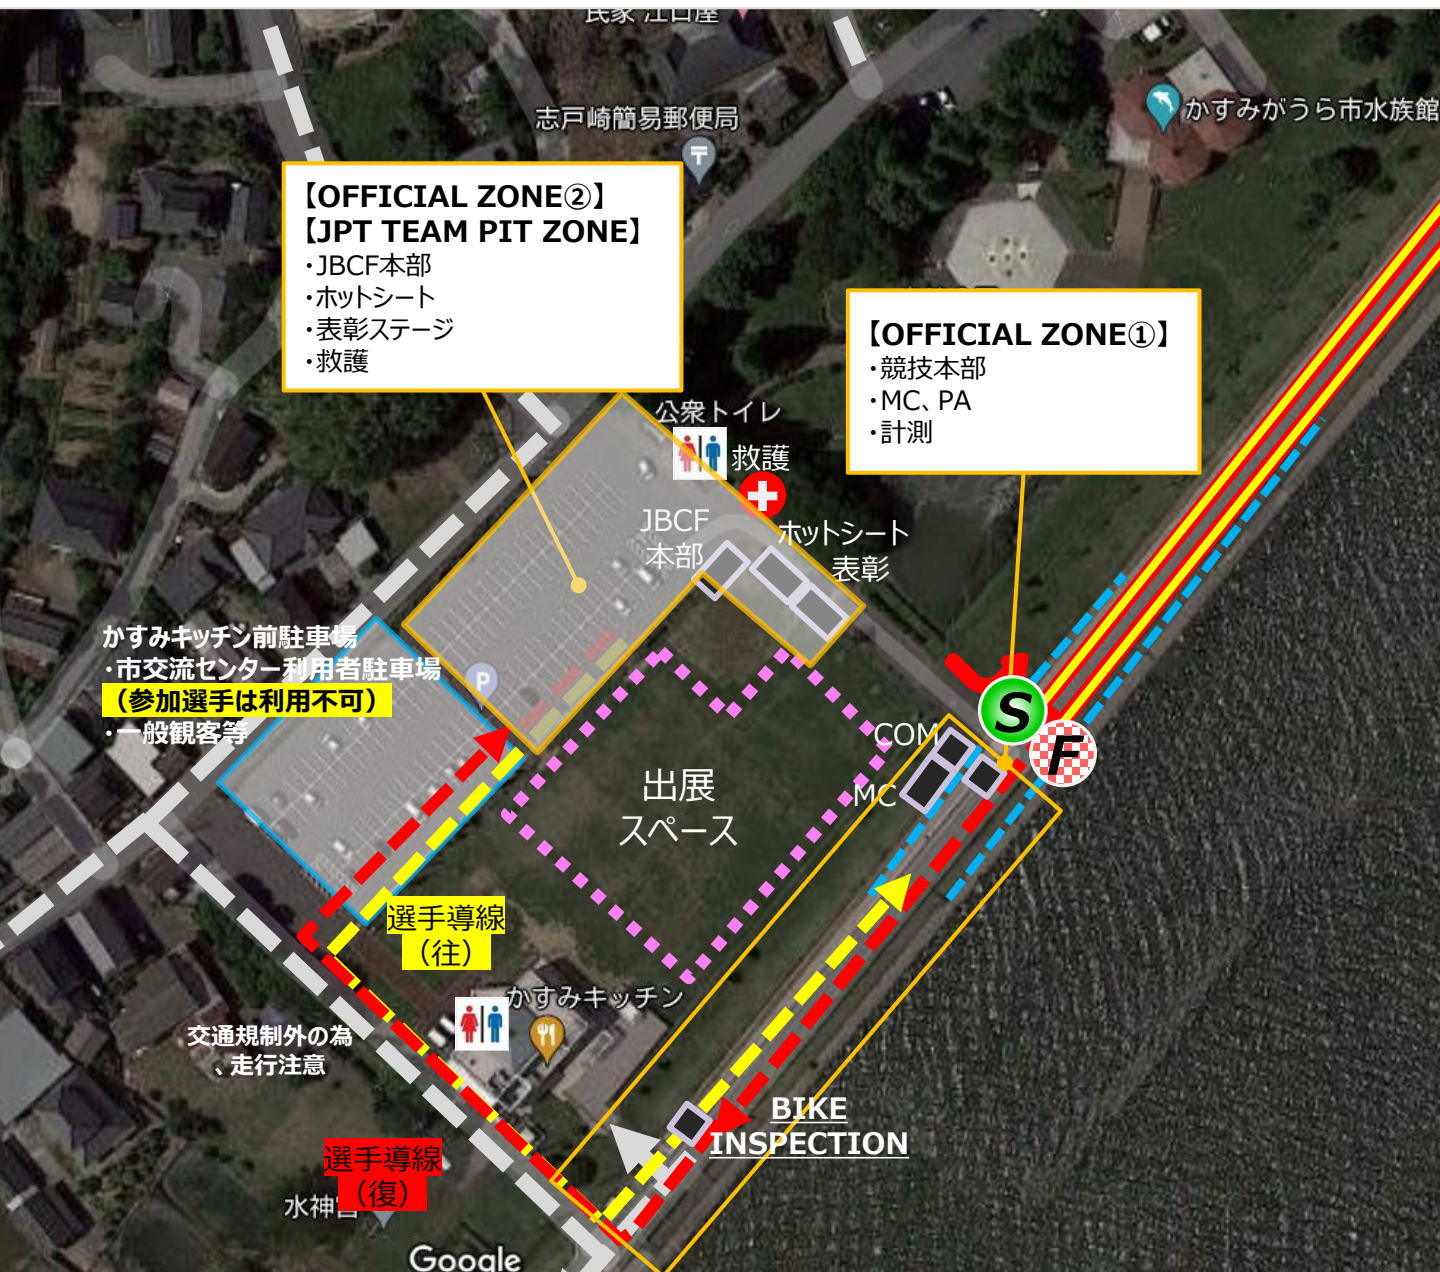 民家 江口屋
志戸崎簡易郵便局
かすみがうら市水族館
【OFFICIAL ZONE②】
【JPT TEAM PIT ZONE】
・JBCF本部
・ホットシート
・表彰ステージ
・救護
【OFFICIAL ZONE①】
・競技本部
・MC、PA
・計測
公衆トイレ
救護
JBCF
本部
ホットシート
表彰
かすみキッチン前駐車場
・市交流センター利用者駐車場
（参加選手は利用不可）
・一般観客等
P
S
F
COM
MC
出展
スペース
選手導線
（往）
かすみキッチン
交通規制外の為
、走行注意
BIKE
INSPECTION
選手導線
（復）
水神宮
Google